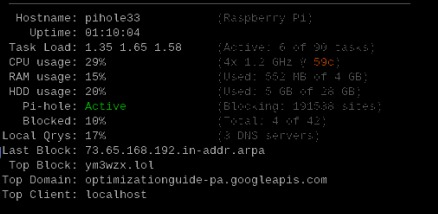 Hostname: pihole33 (Raspberry Pi)
Uptime: 01:10:04
Task Load: 1.35 1.65 1.58 (Active: 6 of 90 tasks)
CPU usage: 29% (4x 1.2 GHz @ 59c)
RAM usage: 15% (Used: 552 MB of 4 GB)
HDD usage: 20% (Used: 5 GB of 28 GB)
Pi-hole: Active (Blocking: 191538 sites)
Blocked: 10% (Total: 4 of 42)
Local Qrys: 17% (3 DNS servers)
Last Block: 73.65.168.192.in-addr.arpa
Top Block: ym3wzx.lol
Top Domain: optimizationguide-pa.googleapis.com
Top Client: localhost